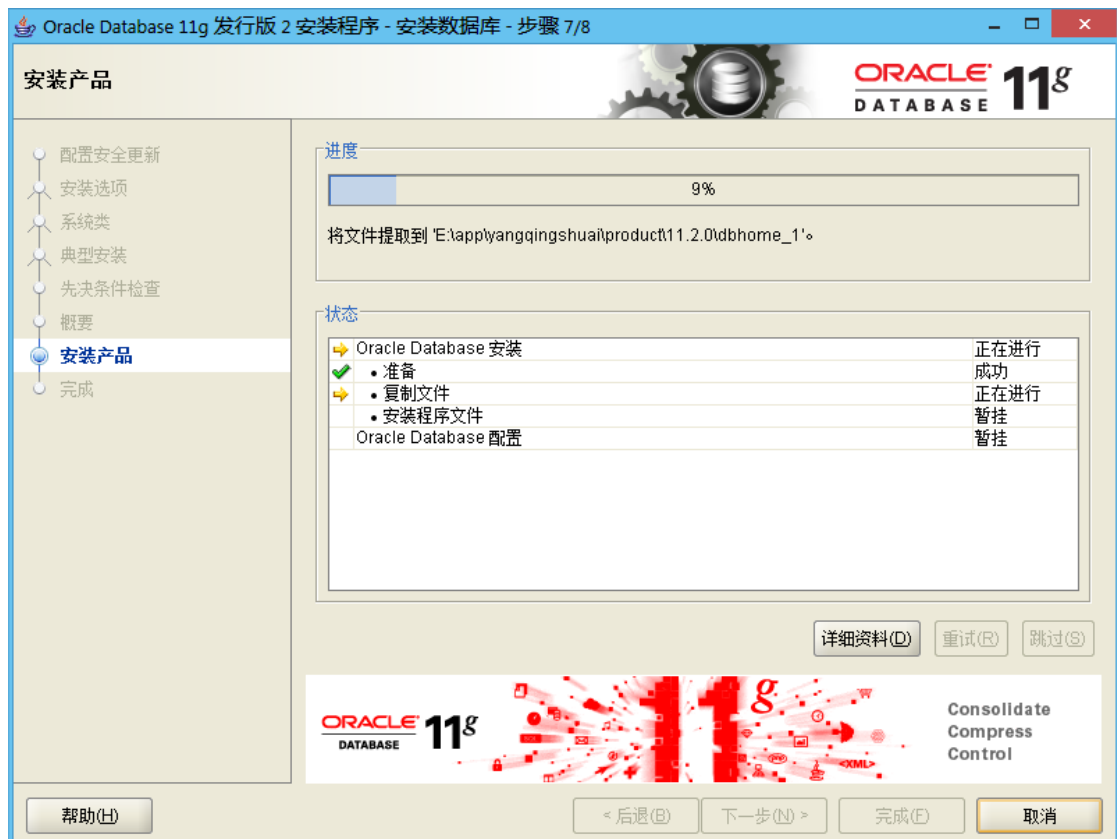 Oracle Database 11g 发行版 2 安装程序 - 安装数据库 - 步骤 7/8
安装产品
ORACLE
DATABASE 11g
配置安全更新
安装选项
系统类
典型安装
先决条件检查
概要
安装产品
完成
进度
9%
将文件提取到 'E:\app\yangqingshuai\product\11.2.0\dbhome_1'。
状态
Oracle Database 安装 正在进行
• 准备 成功
• 复制文件 正在进行
• 安装程序文件 暂挂
Oracle Database 配置 暂挂
详细资料(D) 重试(R) 跳过(S)
ORACLE
DATABASE 11g
11g
<XML>
Consolidate
Compress
Control
帮助(H) < 后退(B) 下一步(N) > 完成(F) 取消